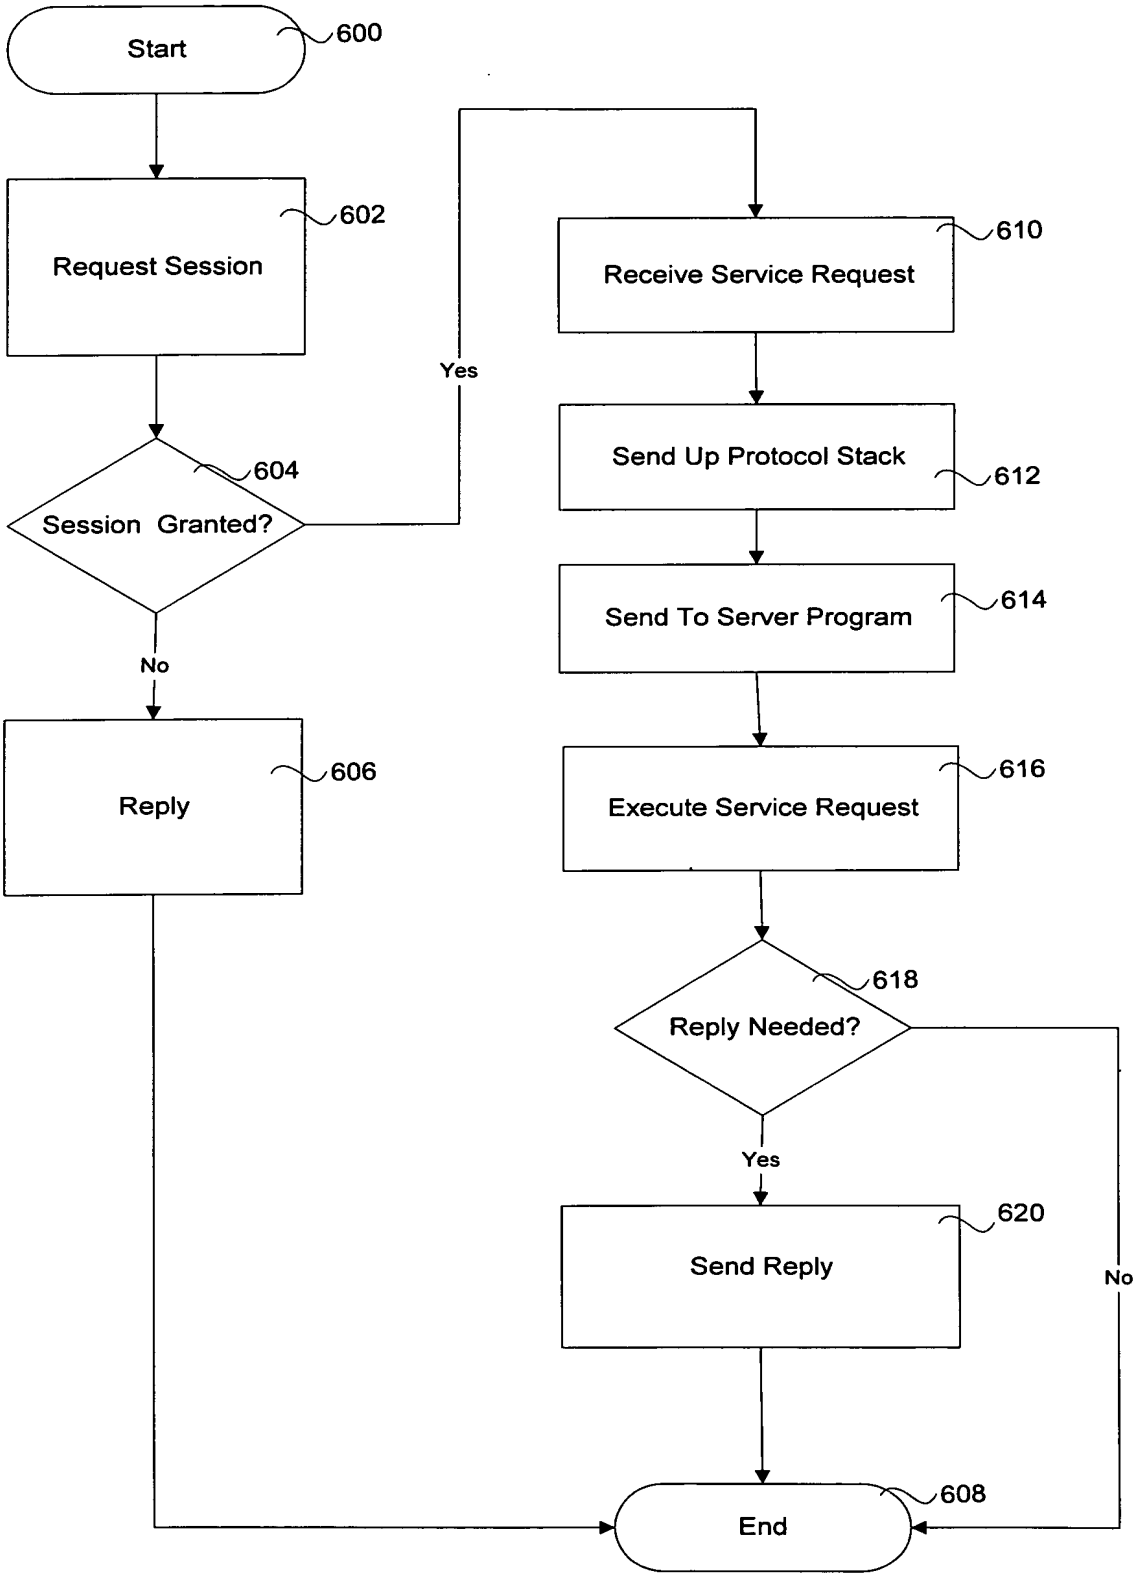 Start
600
Request Session
602
Session Granted?
604
Yes
No
Reply
606
Receive Service Request
610
Send Up Protocol Stack
612
Send To Server Program
614
Execute Service Request
616
Reply Needed?
618
Yes
No
Send Reply
620
End
608